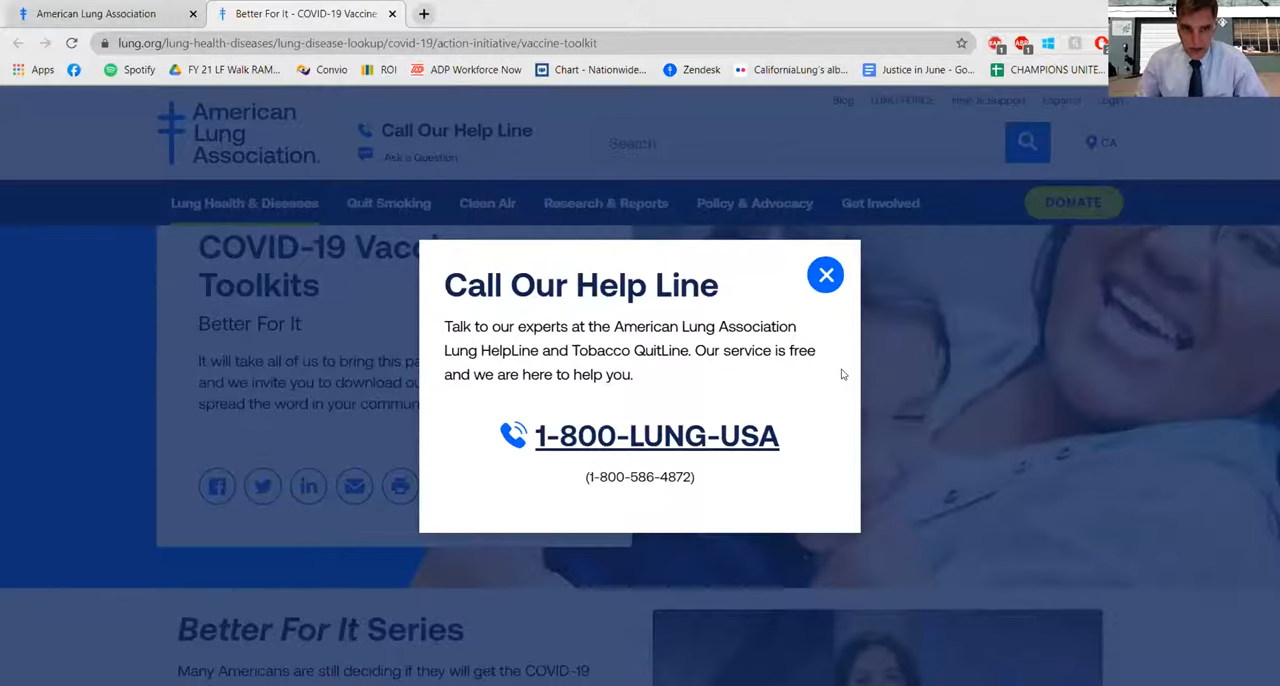 American Lung Association
Better For It - COVID-19 Vaccine
lung.org/lung-health-diseases/lung-disease-lookup/covid-19/action-initiative/vaccine-toolkit
Apps
Spotify
FY 21 LF Walk RAM...
Convio
ROI
ADP Workforce Now
Chart - Nationwide...
Zendesk
CaliforniaLung's alb...
Justice in June - Go...
CHAMPIONS UNITE...
Blog
LUNG FORCE
Help & Support
Español
Login
American
Lung
Association.
Call Our Help Line
Ask a Question
Search
CA
Lung Health & Diseases
Quit Smoking
Clean Air
Research & Reports
Policy & Advocacy
Get Involved
DONATE
COVID-19 Vacc
Toolkits
Better For It
It will take all of us to bring this pa
and we invite you to download ou
spread the word in your commun
Call Our Help Line
Talk to our experts at the American Lung Association
Lung HelpLine and Tobacco QuitLine. Our service is free
and we are here to help you.
1-800-LUNG-USA
(1-800-586-4872)
Better For It Series
Many Americans are still deciding if they will get the COVID-19